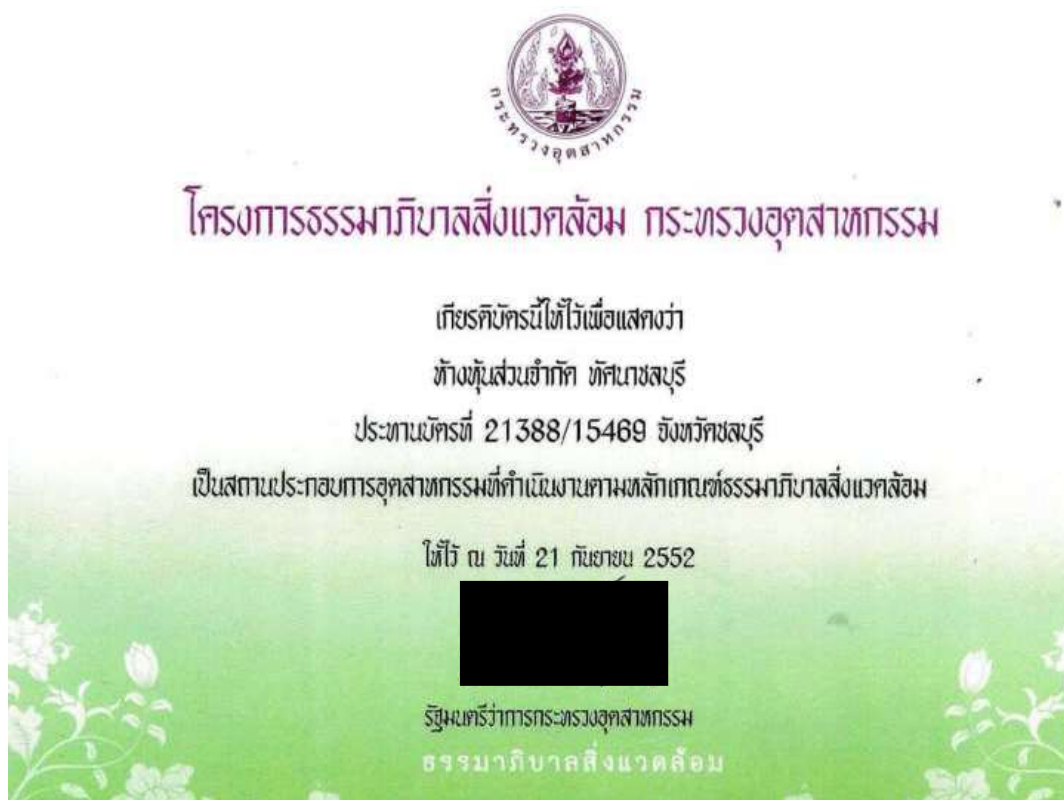 กระทรวงอุตสาหกรรม
โครงการธรรมาภิบาลสิ่งแวดล้อม กระทรวงอุตสาหกรรม
เกียรติบัตรนี้ให้ไว้เพื่อแสดงว่า
ห้างหุ้นส่วนจำกัด ทัศนาชลบุรี
ประทานบัตรที่ 21388/15469 จังหวัดชลบุรี
เป็นสถานประกอบการอุตสาหกรรมที่ดำเนินงานตามหลักเกณฑ์ธรรมาภิบาลสิ่งแวดล้อม
ให้ไว้ ณ วันที่ 21 กันยายน 2552
รัฐมนตรีว่าการกระทรวงอุตสาหกรรม
ธรรมาภิบาลสิ่งแวดล้อม